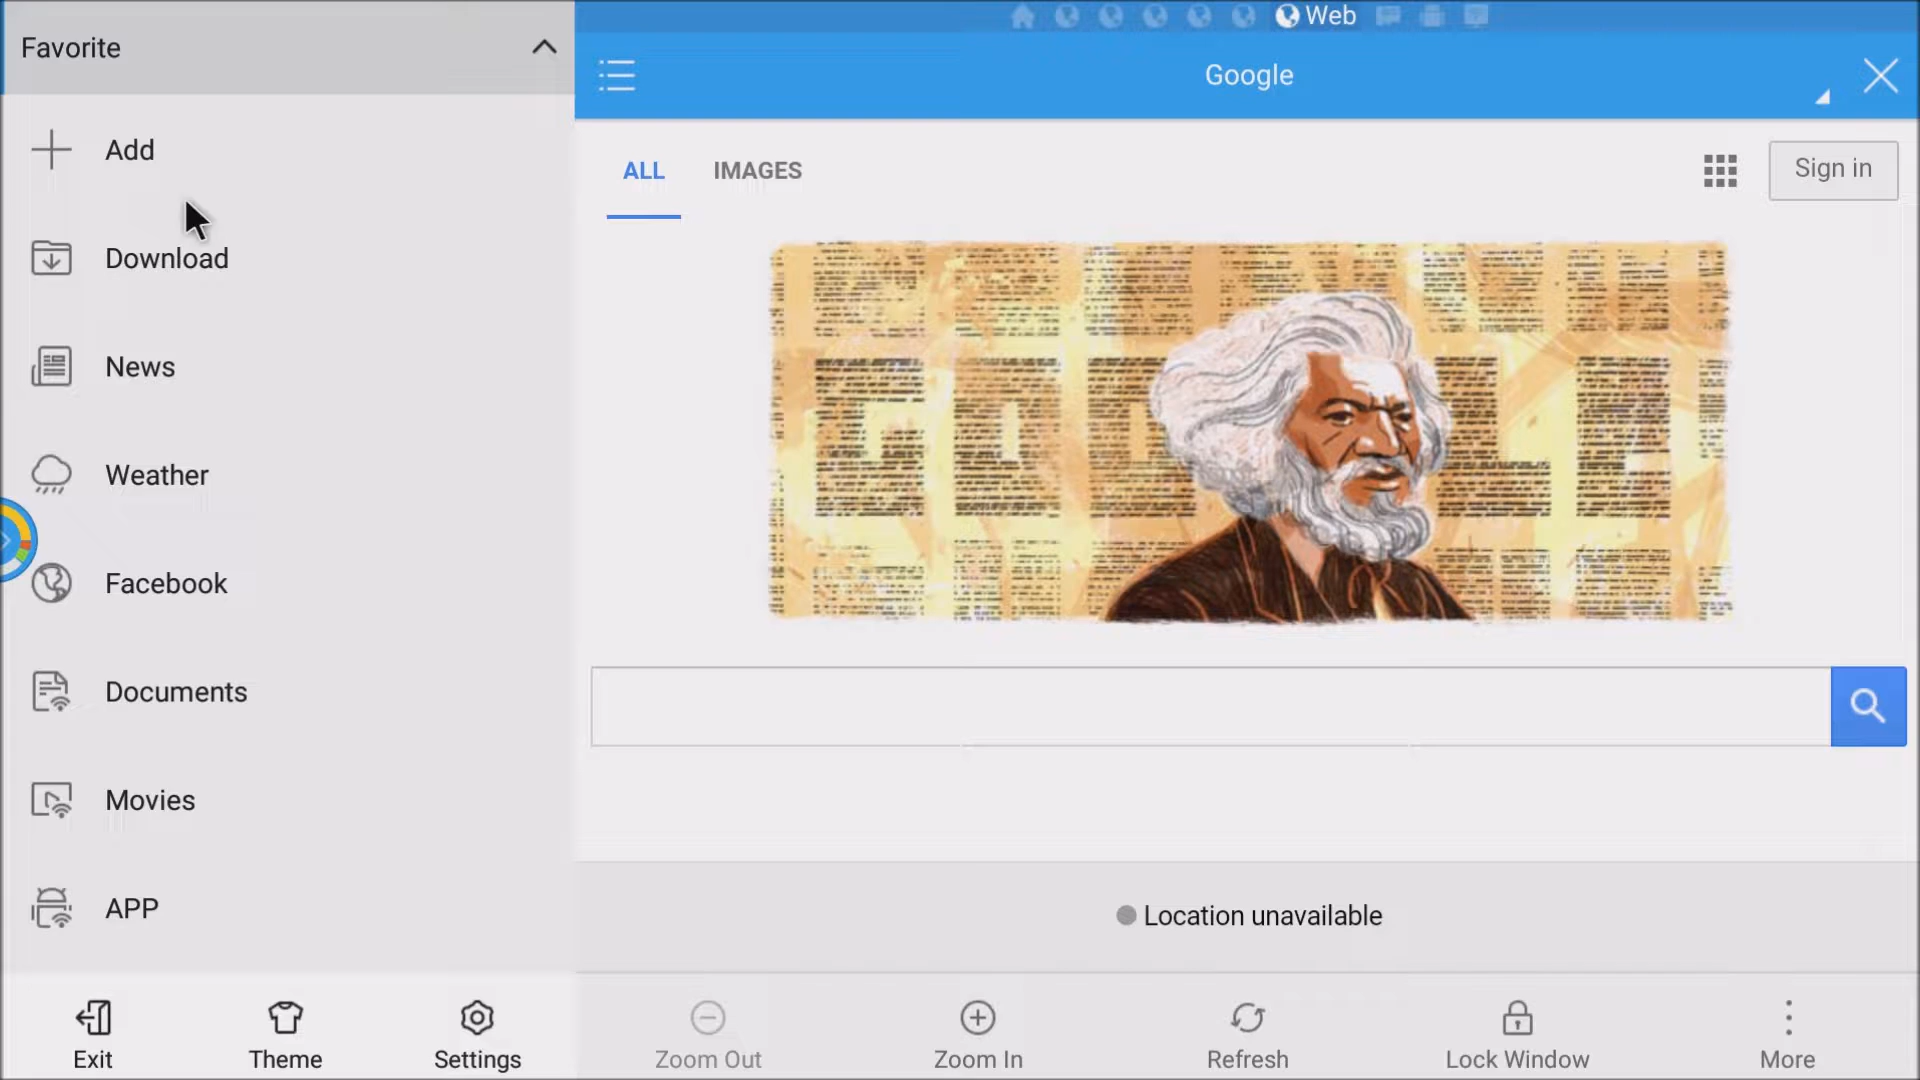 Favorite
Add
Download
News
Weather
Facebook
Documents
Movies
APP
Exit
Theme
Settings
Web
Google
ALL
IMAGES
Sign in
Location unavailable
Zoom Out
Zoom In
Refresh
Lock Window
More